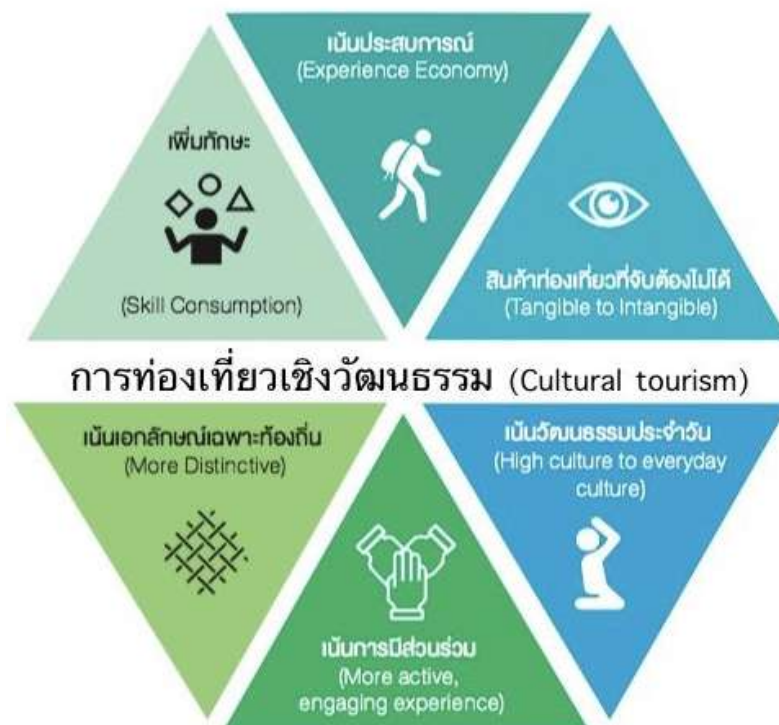 เน้นประสบการณ์
(Experience Economy)
เพิ่มทักษะ
(Skill Consumption)
สินค้าท่องเที่ยวที่จับต้องไม่ได้
(Tangible to Intangible)
การท่องเที่ยวเชิงวัฒนธรรม (Cultural tourism)
เน้นเอกลักษณ์เฉพาะท้องถิ่น
(More Distinctive)
เน้นวัฒนธรรมประจำวัน
(High culture to everyday
culture)
เน้นการมีส่วนร่วม
(More active,
engaging experience)